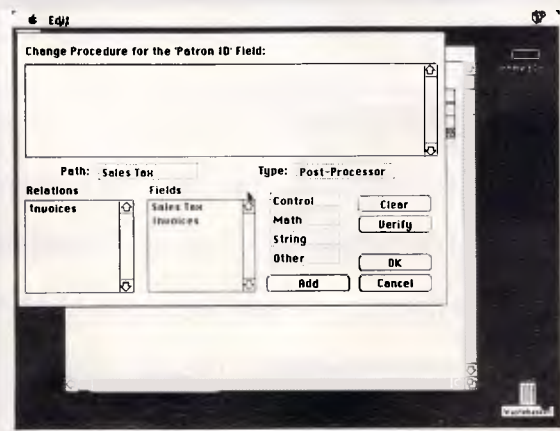 Edit
Change Procedure for the 'Patron ID' Field:
Path: Sales Tax
Type: Post-Processor
Relations
Fields
Invoices
Sales Tax
Invoices
Control
Math
String
Other
Clear
Verify
OK
Add
Cancel